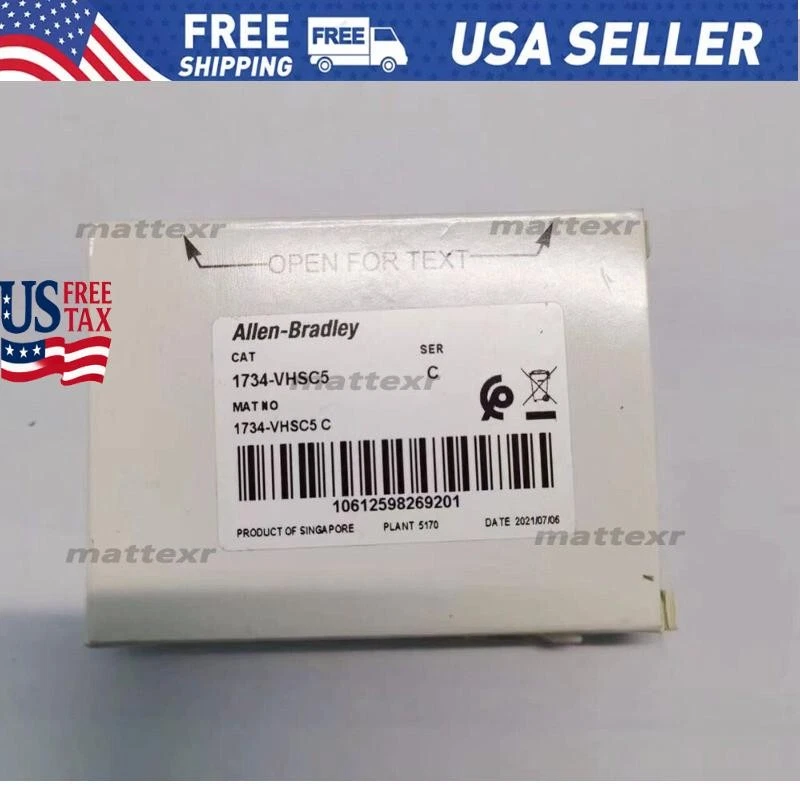 FREE SHIPPING
FREE
USA SELLER
mattexr
mattexr
OPEN FOR TEXT
US FREE TAX
Allen-Bradley
CAT
SER
1734-VHSC5
mattexr
C
MAT NO
1734-VHSC5 C
10612598269201
PRODUCT OF SINGAPORE
PLANT 5170
DATE 2021/07/06
mattexr
mattexr